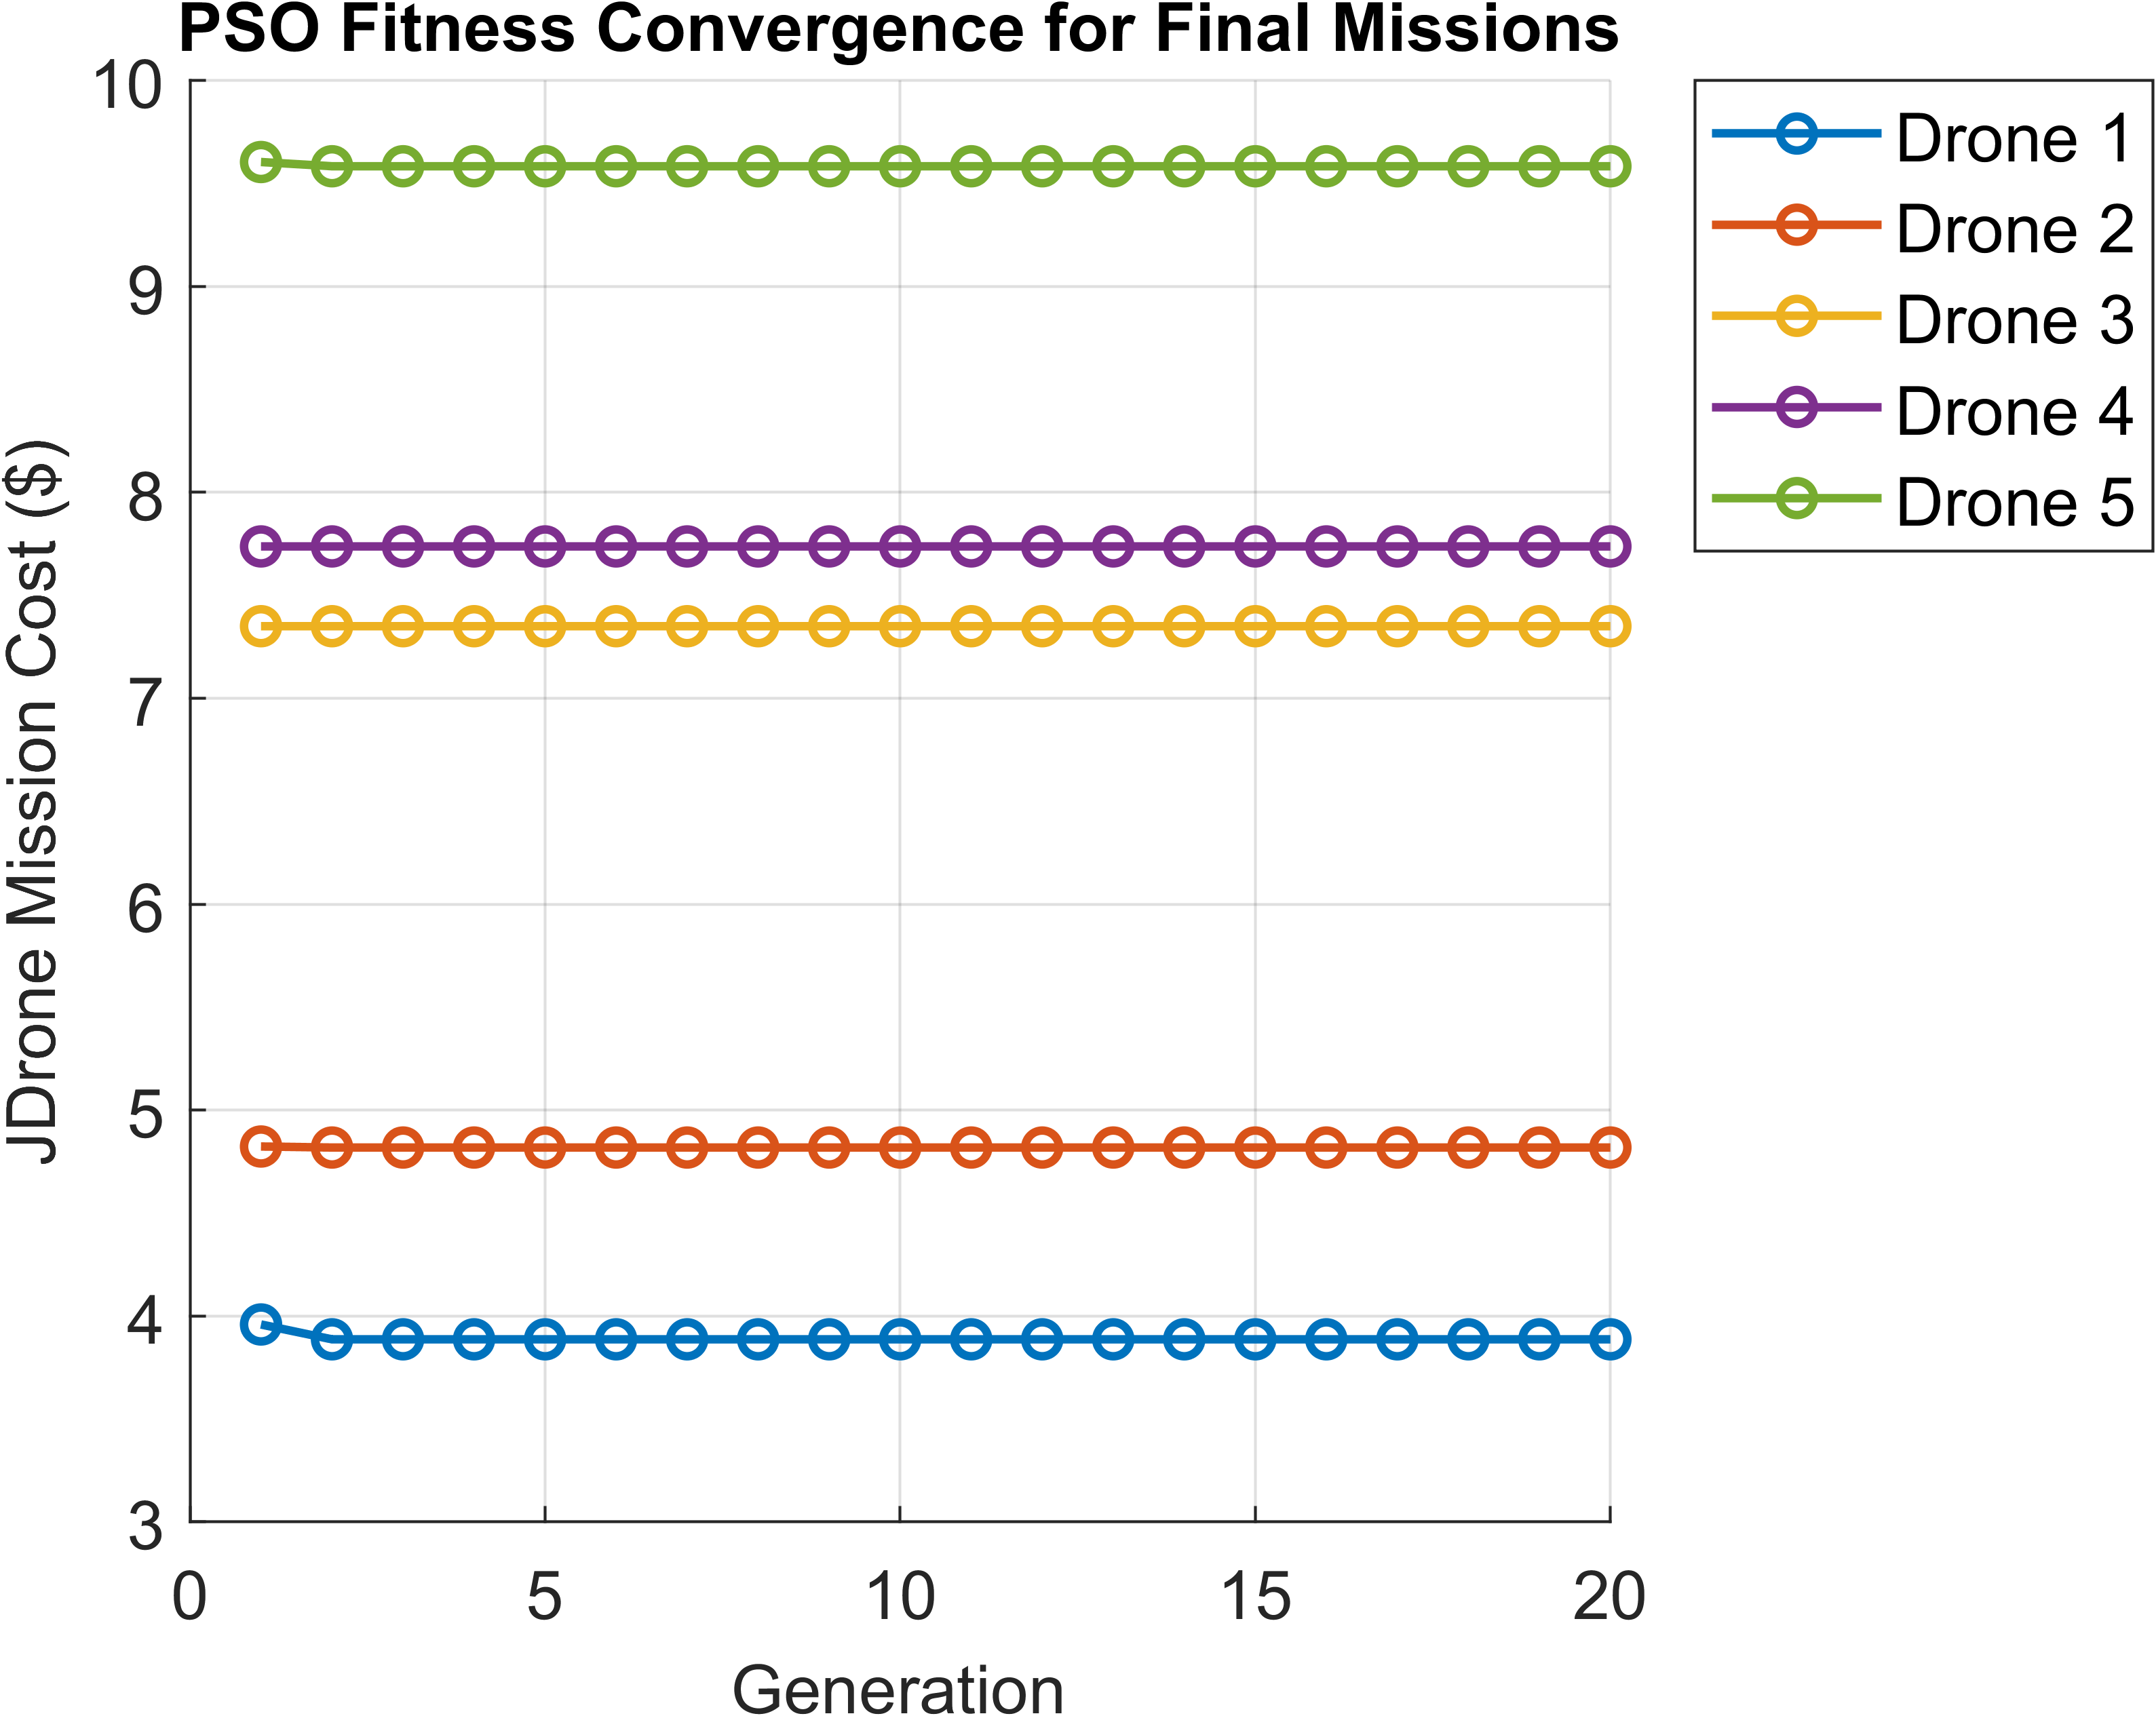 PSO Fitness Convergence for Final Missions
10
9
8
7
6
5
4
3
JDrone Mission Cost ($)
0 5 10 15 20
Generation
Drone 1
Drone 2
Drone 3
Drone 4
Drone 5